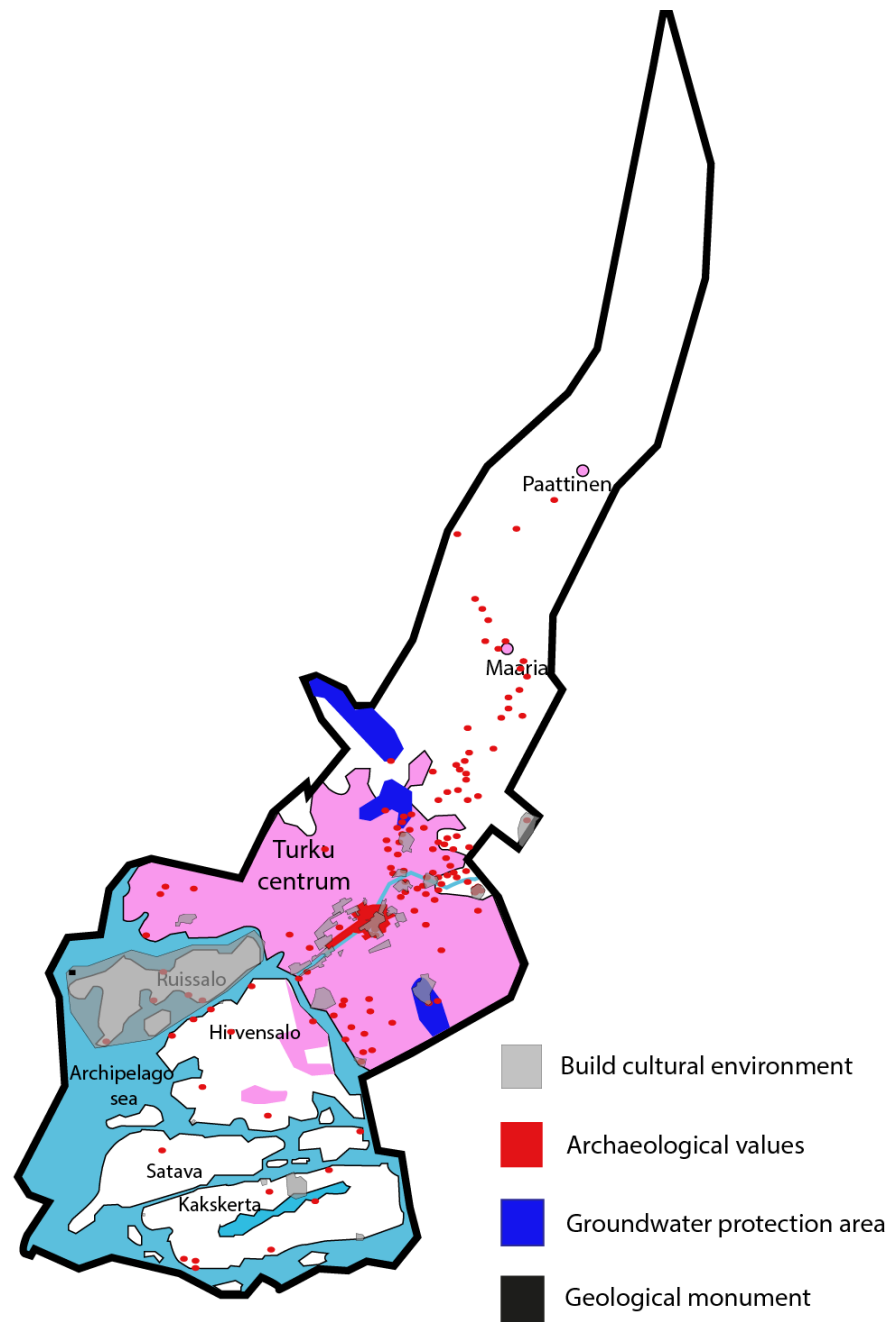 Paattinen
Maaria
Turku
centrum
Ruissalo
Hirvensalo
Archipelago
sea
Satava
Kakskerta
Build cultural environment
Archaeological values
Groundwater protection area
Geological monument